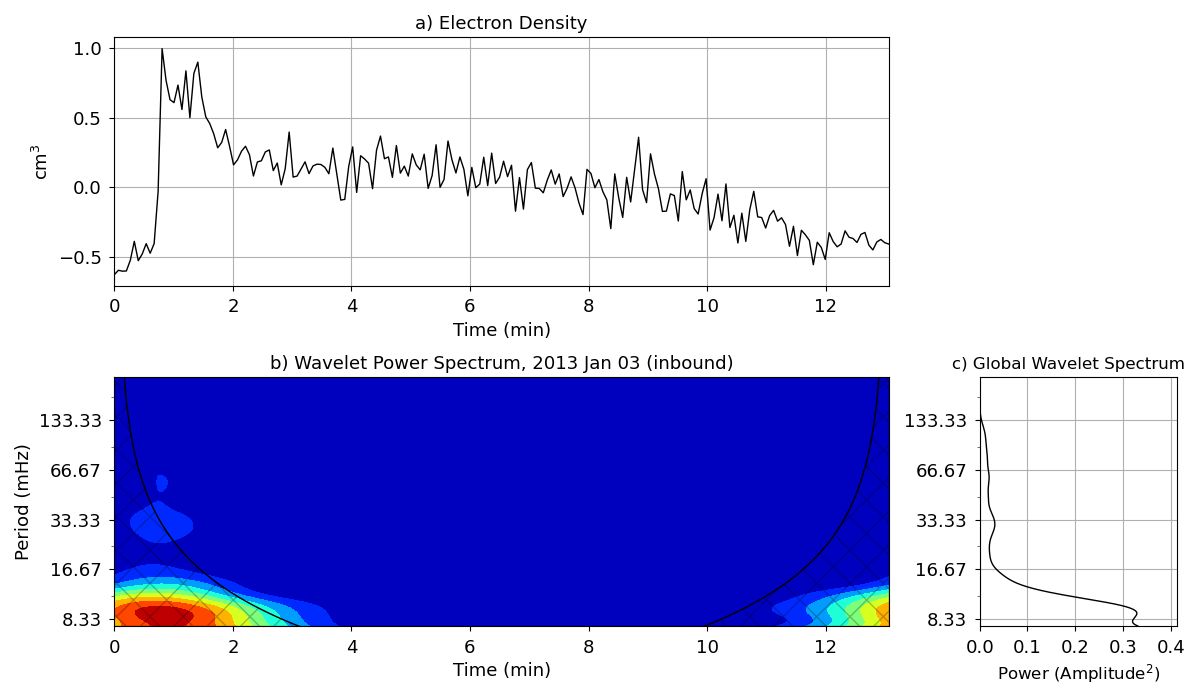 a) Electron Density
1.0
0.5
0.0
−0.5
cm³
0 2 4 6 8 10 12
Time (min)
b) Wavelet Power Spectrum, 2013 Jan 03 (inbound)
133.33
66.67
33.33
16.67
8.33
Period (mHz)
0 2 4 6 8 10 12
Time (min)
c) Global Wavelet Spectrum
133.33
66.67
33.33
16.67
8.33
0.0 0.1 0.2 0.3 0.4
Power (Amplitude²)